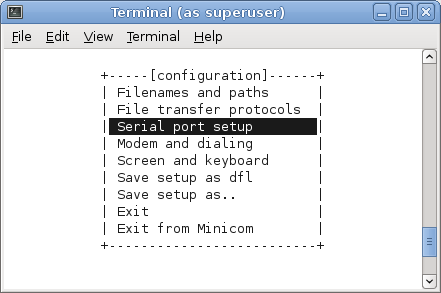 Terminal (as superuser)
File Edit View Terminal Help
+-----[configuration]------+
| Filenames and paths      |
| File transfer protocols  |
| Serial port setup        |
| Modem and dialing        |
| Screen and keyboard      |
| Save setup as dfl        |
| Save setup as..          |
| Exit                     |
| Exit from Minicom        |
+--------------------------+